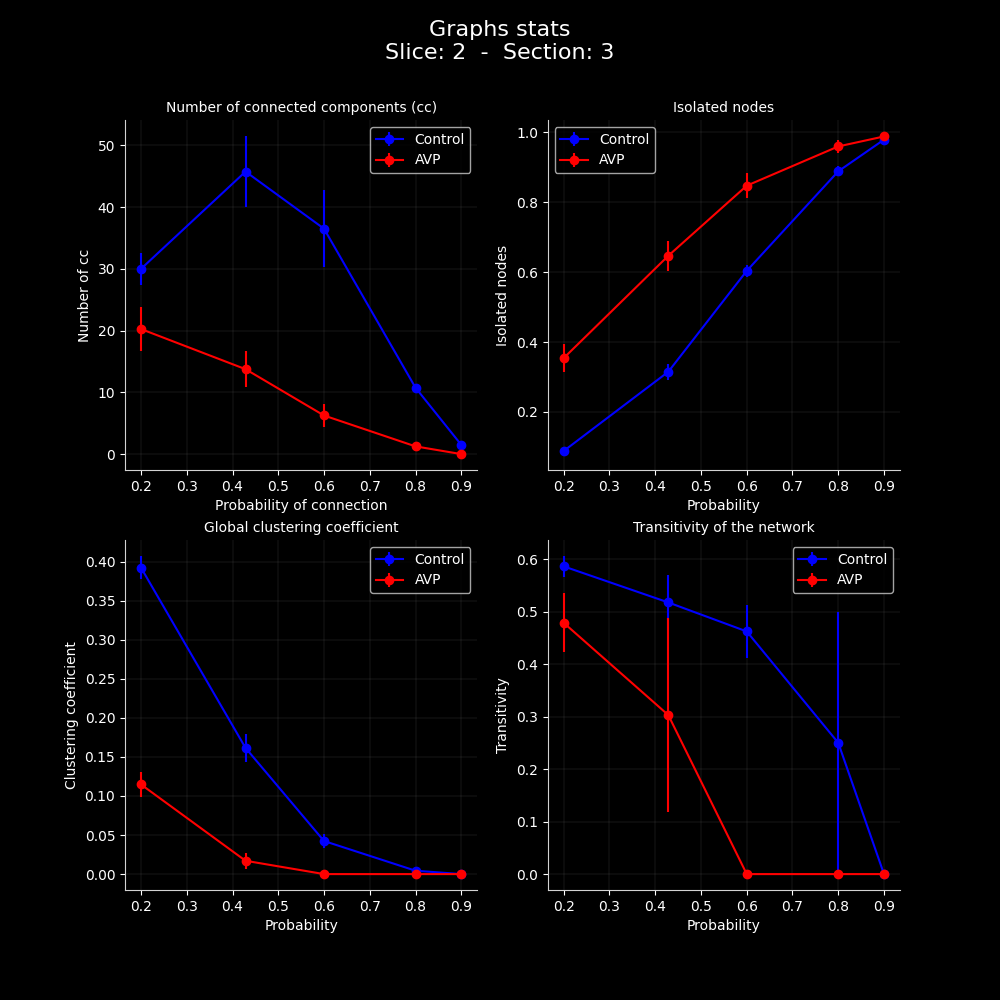 Graphs stats
Slice: 2 - Section: 3
Number of connected components (cc)
Control
AVP
50
40
30
20
10
0
Number of cc
0.2 0.3 0.4 0.5 0.6 0.7 0.8 0.9
Probability of connection
Isolated nodes
Control
AVP
1.0
0.8
0.6
0.4
0.2
Isolated nodes
0.2 0.3 0.4 0.5 0.6 0.7 0.8 0.9
Probability
Global clustering coefficient
Control
AVP
0.40
0.35
0.30
0.25
0.20
0.15
0.10
0.05
0.00
Clustering coefficient
0.2 0.3 0.4 0.5 0.6 0.7 0.8 0.9
Probability
Transitivity of the network
Control
AVP
0.6
0.5
0.4
0.3
0.2
0.1
0.0
Transitivity
0.2 0.3 0.4 0.5 0.6 0.7 0.8 0.9
Probability